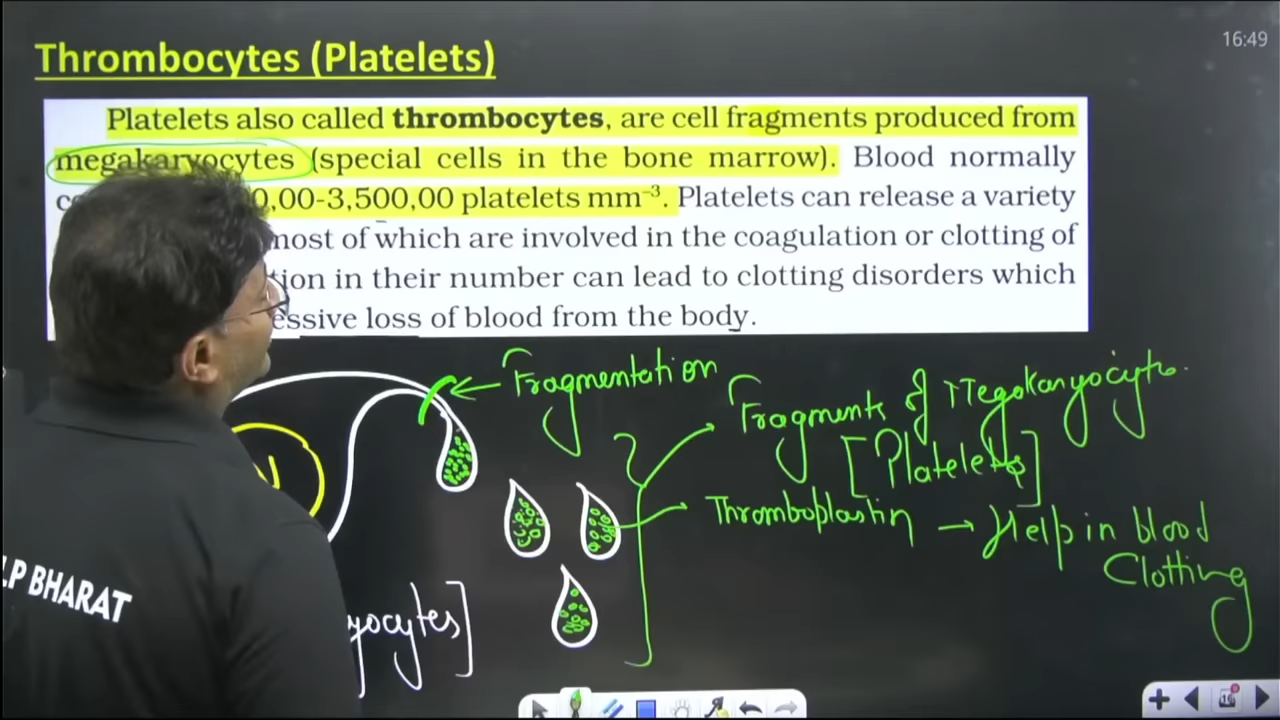 Thrombocytes (Platelets)
16:49
Platelets also called thrombocytes, are cell fragments produced from
megakaryocytes (special cells in the bone marrow). Blood normally
0,00-3,500,00 platelets mm⁻³. Platelets can release a variety
most of which are involved in the coagulation or clotting of
ion in their number can lead to clotting disorders which
essive loss of blood from the body.
Fragmentation
Fragments of Megakaryocyte.
[Platelets]
Thromboplastin → Help in blood
Clotting
N
LP BHARAT
yocytes]
16